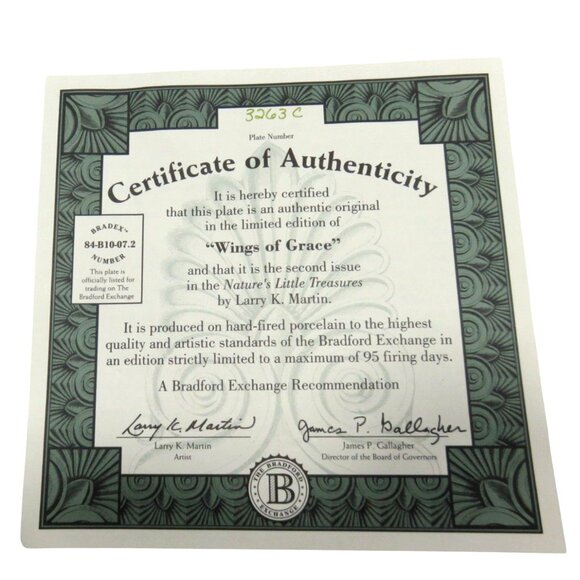 3263 C
Plate Number
Certificate of Authenticity
It is hereby certified
that this plate is an authentic original
in the limited edition of
“Wings of Grace”
and that it is the second issue
in the Nature's Little Treasures
by Larry K. Martin.
BRADEX™
84-B10-07.2
NUMBER
This plate is
officially listed for
trading on The
Bradford Exchange
It is produced on hard-fired porcelain to the highest
quality and artistic standards of the Bradford Exchange in
an edition strictly limited to a maximum of 95 firing days.
A Bradford Exchange Recommendation
Larry K. Martin
Larry K. Martin
Artist
James P. Gallagher
James P. Gallagher
Director of the Board of Governors
THE BRADFORD
B
EXCHANGE